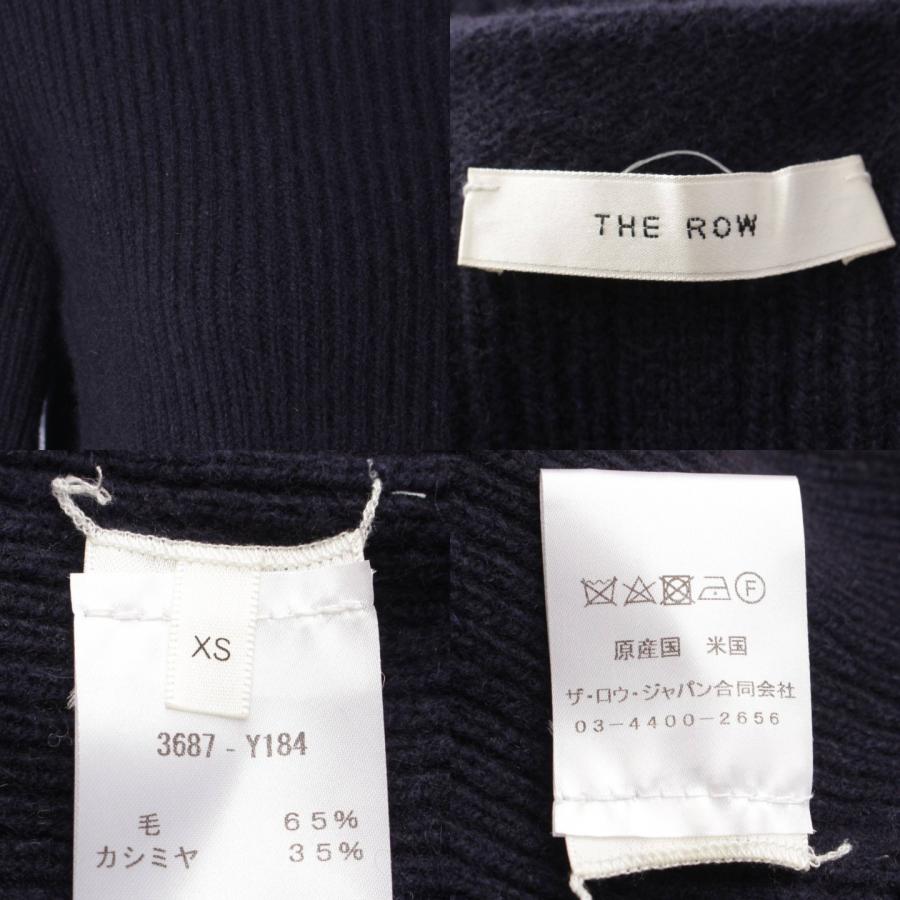 THE ROW
XS
3687 - Y184
毛 65%
カシミヤ 35%
F
原産国 米国
ザ・ロウ・ジャパン合同会社
03-4400-2656